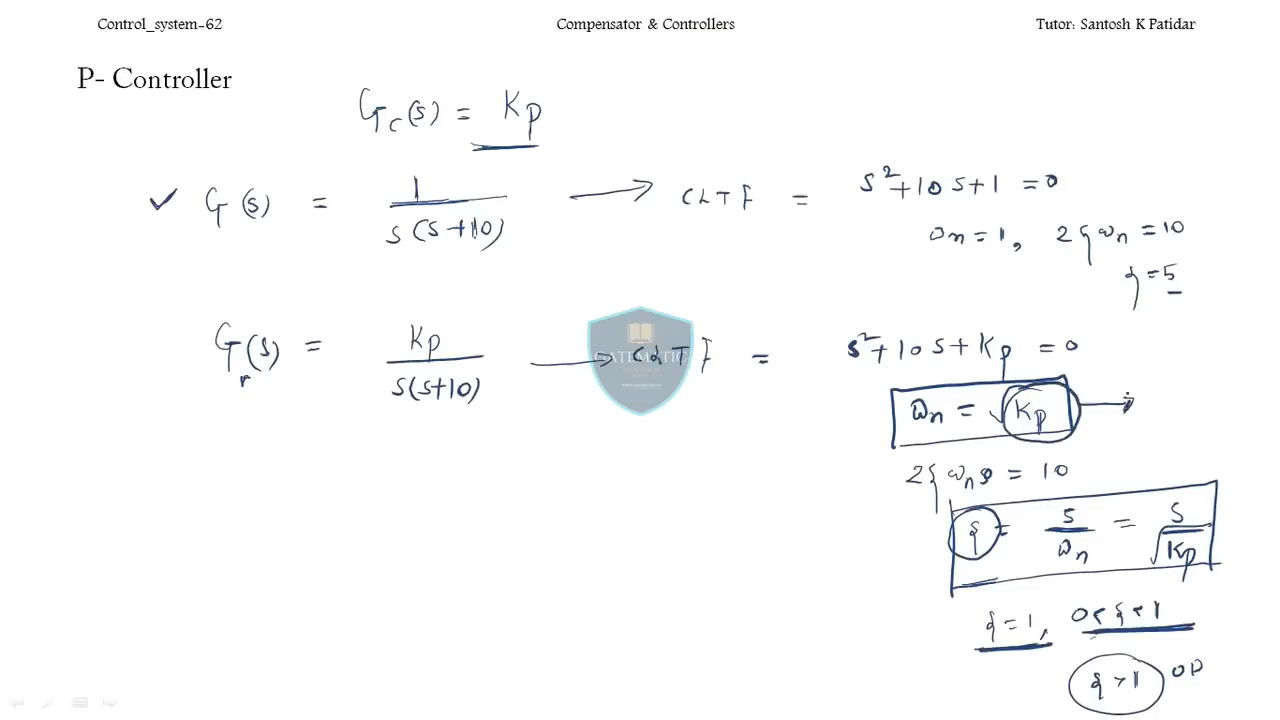 Control_system-62 Compensator & Controllers Tutor: Santosh K Patidar
P- Controller
Gc(s) = Kp
✓ G(s) = 1/(s(s+10)) → CLTF = s²+10s+1=0
ωn=1, 2ξωn=10
ξ=5
G(s) = Kp/(s(s+10)) → CLTF = s²+10s+Kp=0
GATEMATIC
ωn = √Kp →
2ξωns = 10
ξ = 5/ωn = 5/√Kp
ξ=1, 0<ξ<1
ξ>1 OD